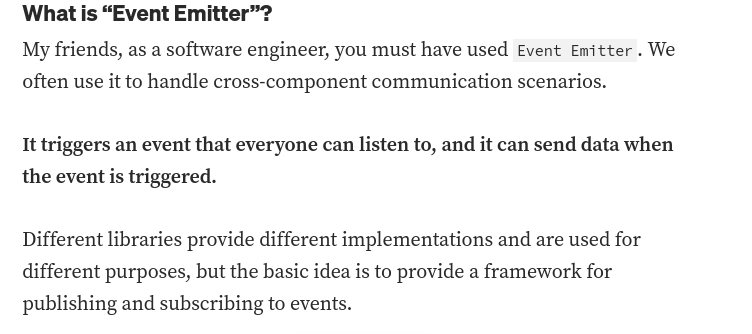 What is “Event Emitter”?
My friends, as a software engineer, you must have used Event Emitter. We
often use it to handle cross-component communication scenarios.
It triggers an event that everyone can listen to, and it can send data when
the event is triggered.
Different libraries provide different implementations and are used for
different purposes, but the basic idea is to provide a framework for
publishing and subscribing to events.